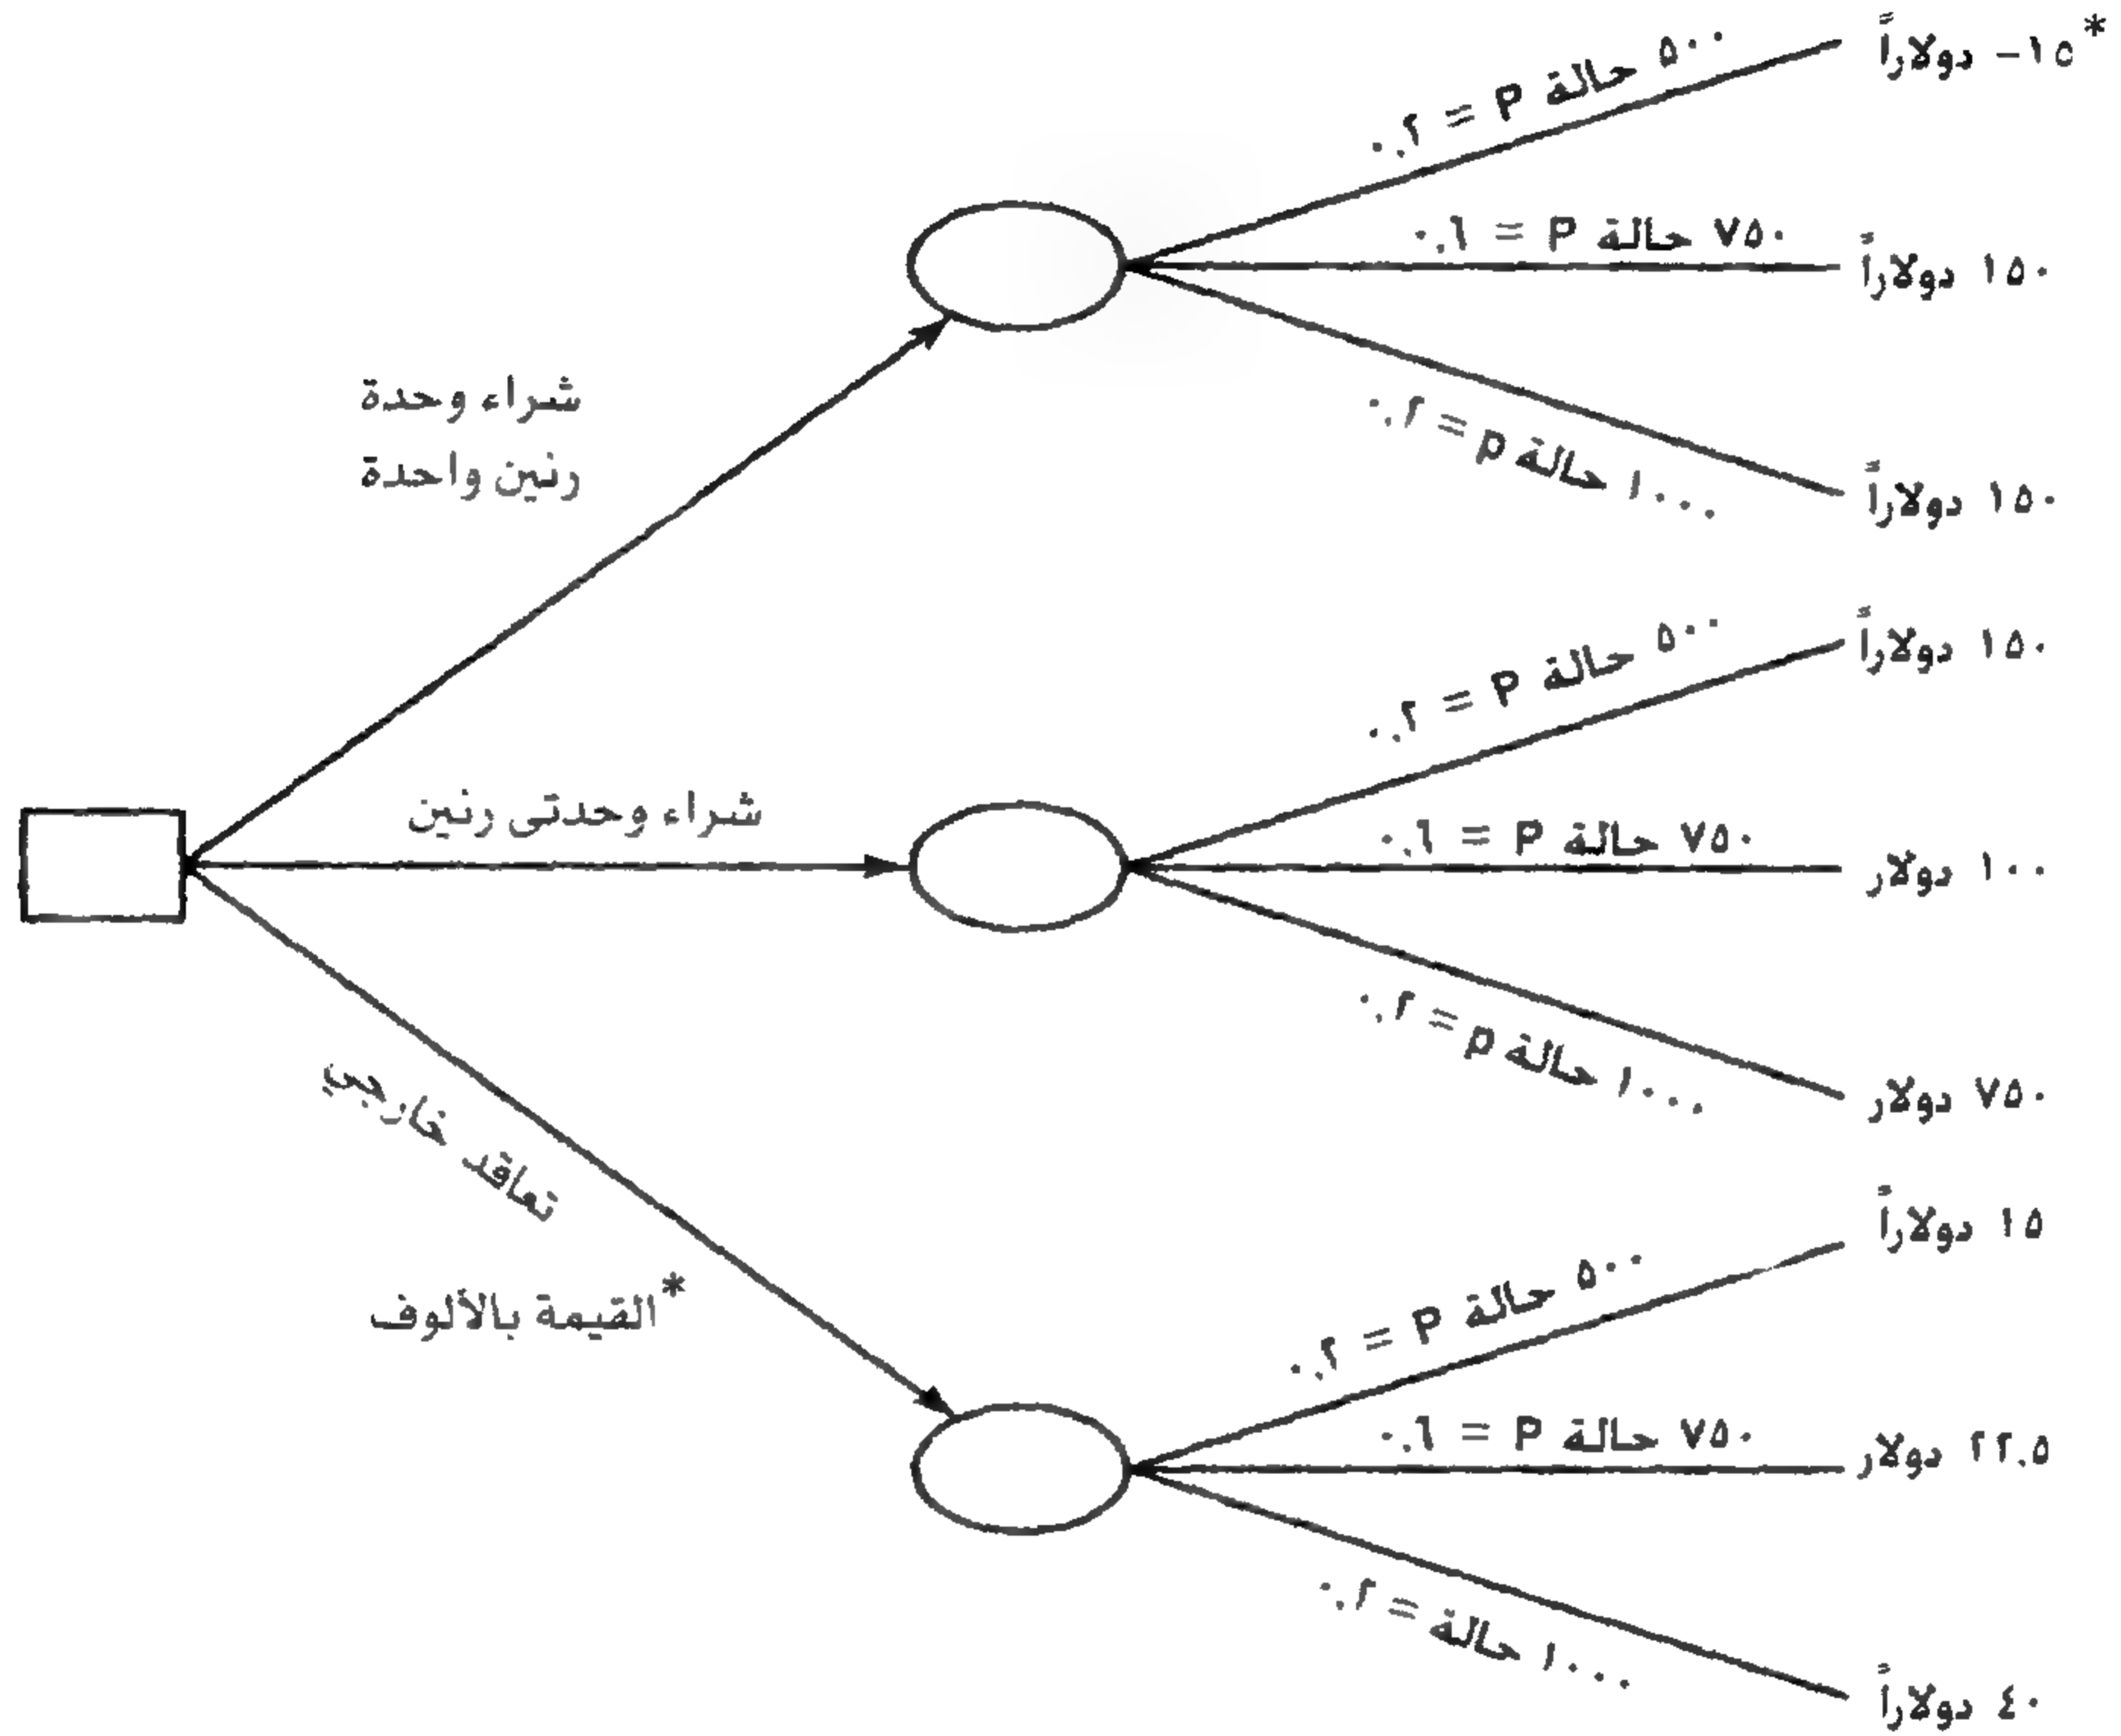 *١٥- دولاراً
٥٠٠ حالة P = ٠.٢
٧٥٠ حالة P = ٠.٦
١٥٠ دولاراً
شراء وحدة
رنين واحدة
١٠٠٠ حالة p = ٠.٢
١٥٠ دولاراً
٥٠٠ حالة P = ٠.٢
١٥٠ دولاراً
شراء وحدتى رنين
٧٥٠ حالة P = ٠.٦
١٠٠ دولار
١٠٠٠ حالة p = ٠.٢
٧٥٠ دولار
تعاقد خارجي
١٥ دولاراً
٥٠٠ حالة P = ٠.٢
*القيمة بالألوف
٧٥٠ حالة P = ٠.٦
٢٢.٥ دولار
١٠٠٠ حالة = ٠.٢
٤٠ دولاراً